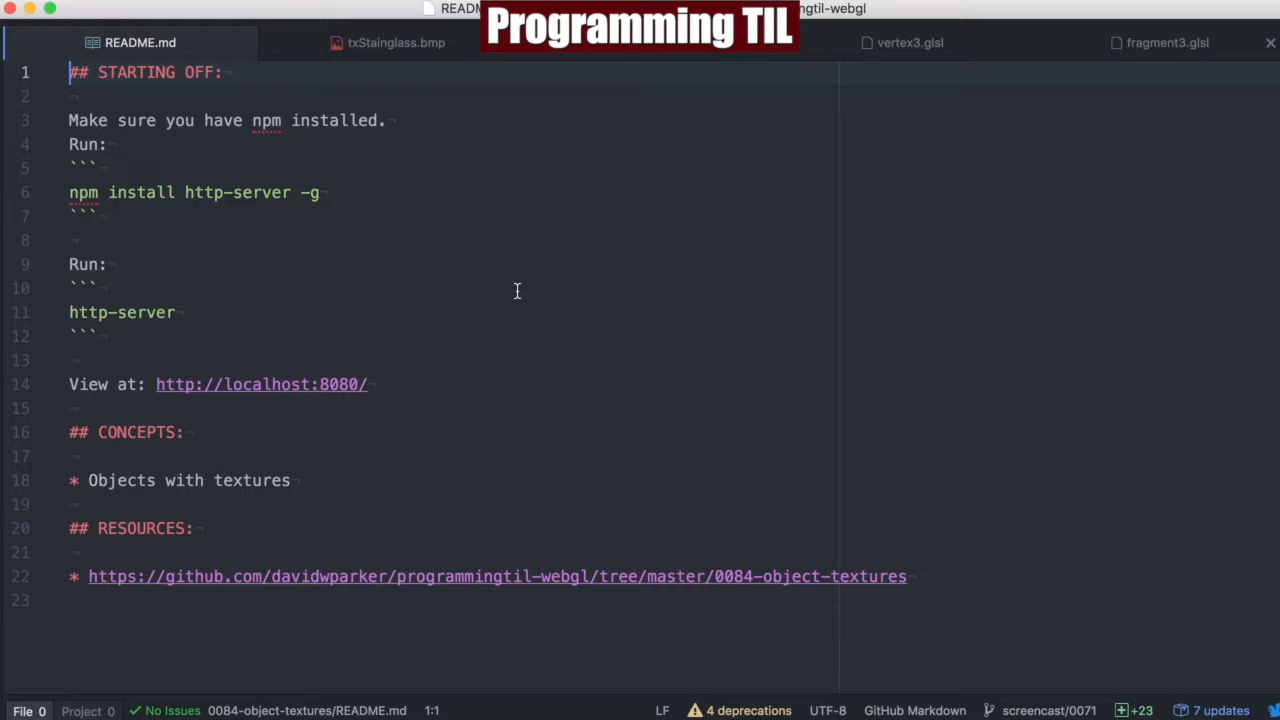 READM
ngtil-webgl
Programming TIL
README.md
txStainglass.bmp
vertex3.glsl
fragment3.glsl
1 ## STARTING OFF:
2
3 Make sure you have npm installed.
4 Run:
5 ```
6 npm install http-server -g
7 ```
8
9 Run:
10 ```
11 http-server
12 ```
13
14 View at: http://localhost:8080/
15
16 ## CONCEPTS:
17
18 * Objects with textures
19
20 ## RESOURCES:
21
22 * https://github.com/davidwparker/programmingtil-webgl/tree/master/0084-object-textures
23
File 0 Project 0 No Issues 0084-object-textures/README.md 1:1 LF 4 deprecations UTF-8 GitHub Markdown screencast/0071 +23 7 updates